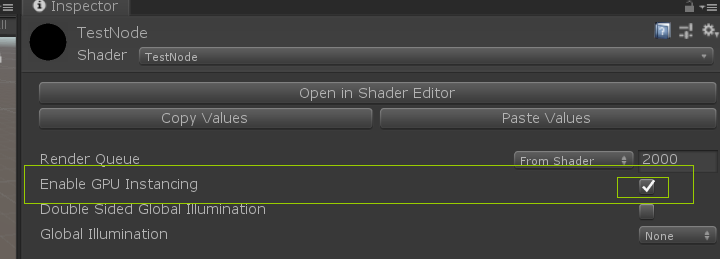 Inspector
TestNode
Shader TestNode
Open in Shader Editor
Copy Values Paste Values
Render Queue From Shader 2000
Enable GPU Instancing
Double Sided Global Illumination
Global Illumination None